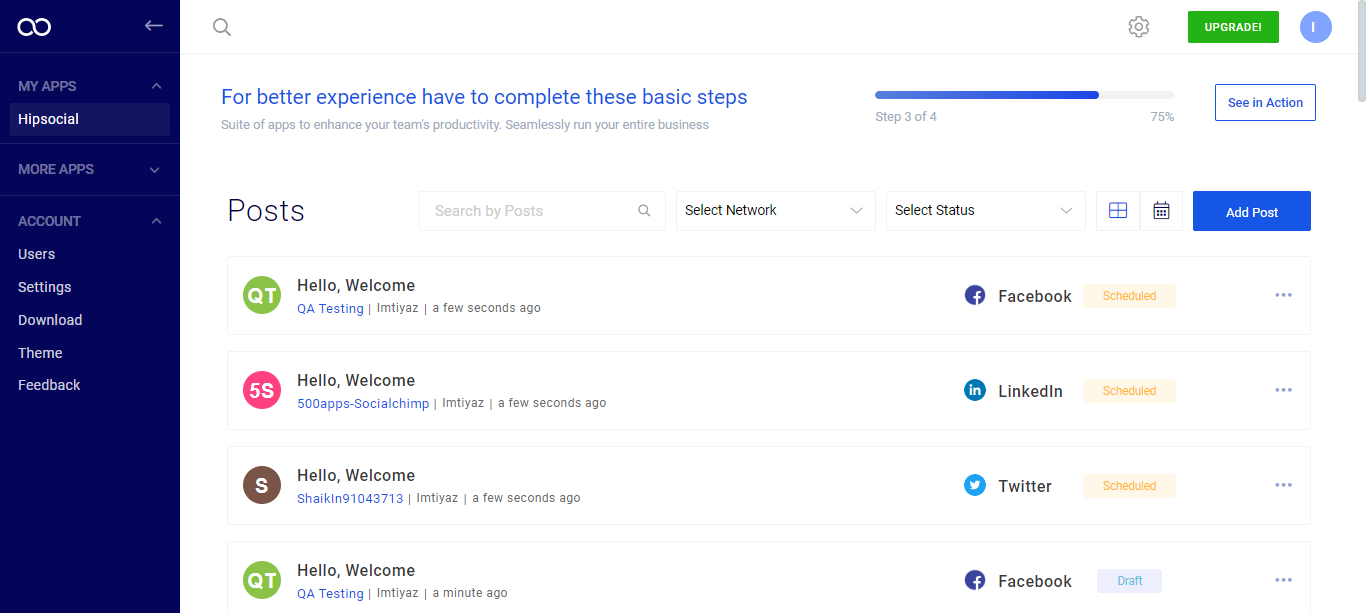 UPGRADE!
I
MY APPS
Hipsocial
MORE APPS
ACCOUNT
Users
Settings
Download
Theme
Feedback
For better experience have to complete these basic steps
Suite of apps to enhance your team's productivity. Seamlessly run your entire business
Step 3 of 4
75%
See in Action
Posts
Search by Posts
Select Network
Select Status
Add Post
QT
Hello, Welcome
QA Testing | Imtiyaz | a few seconds ago
Facebook
Scheduled
5S
Hello, Welcome
500apps-Socialchimp | Imtiyaz | a few seconds ago
in
LinkedIn
Scheduled
S
Hello, Welcome
ShaikIn91043713 | Imtiyaz | a few seconds ago
Twitter
Scheduled
QT
Hello, Welcome
QA Testing | Imtiyaz | a minute ago
Facebook
Draft